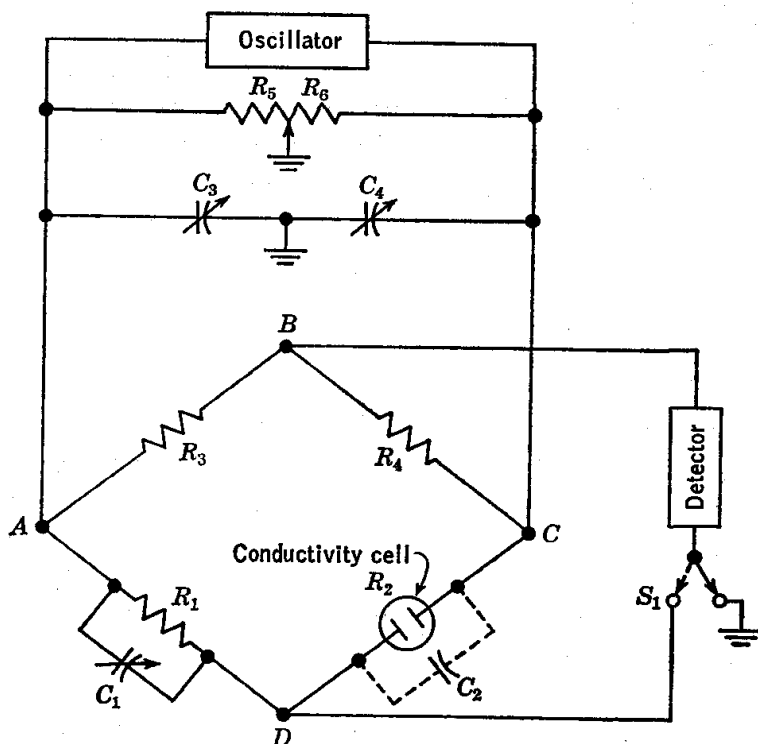 Oscillator
R5 R6
C3
C4
B
R3
R4
Detector
A
C
Conductivity cell
R2
R1
S1
C1
C2
D